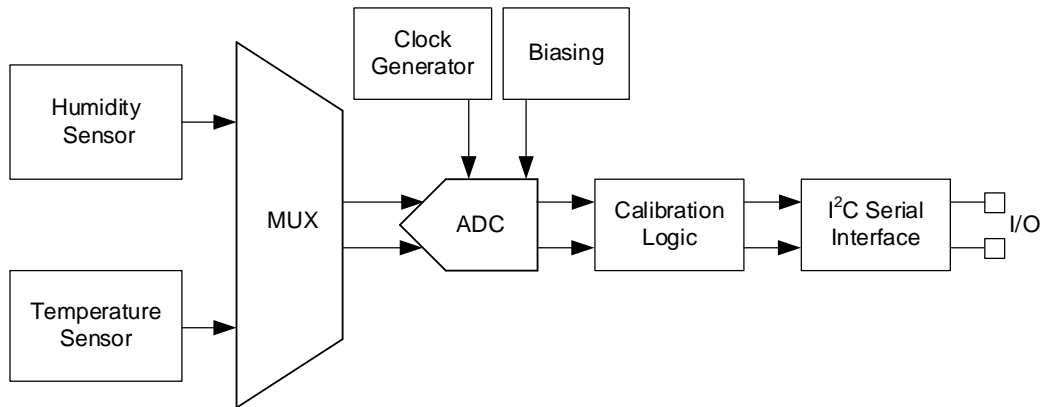 Clock
Generator
Biasing
Humidity
Sensor
MUX
ADC
Calibration
Logic
I²C Serial
Interface
I/O
Temperature
Sensor